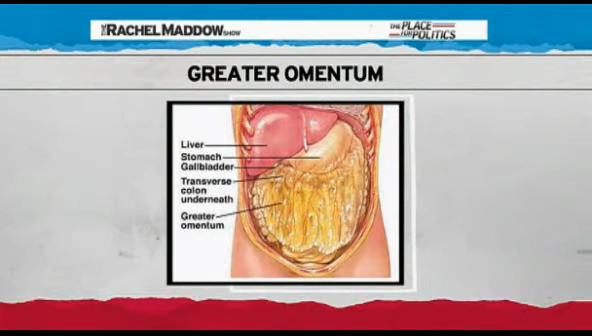 THE RACHEL MADDOW SHOW
THE PLACE
FOR POLITICS
GREATER OMENTUM
Liver
Stomach
Gallbladder
Transverse
colon
underneath
Greater
omentum